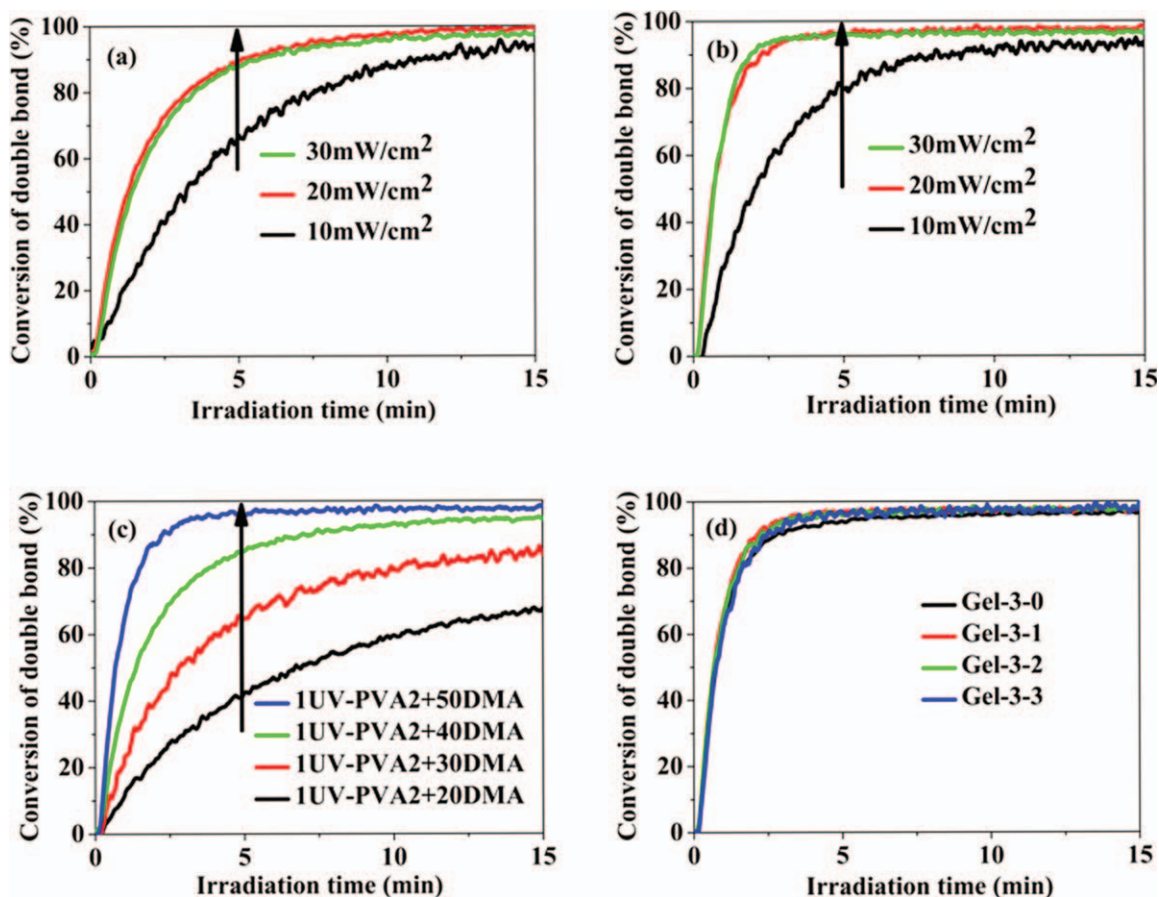 Conversion of double bond (%)
100
80
60
40
20
0
(a)
30mW/cm²
20mW/cm²
10mW/cm²
0
5
10
15
Irradiation time (min)
Conversion of double bond (%)
100
80
60
40
20
0
(b)
30mW/cm²
20mW/cm²
10mW/cm²
0
5
10
15
Irradiation time (min)
Conversion of double bond (%)
100
80
60
40
20
0
(c)
1UV-PVA2+50DMA
1UV-PVA2+40DMA
1UV-PVA2+30DMA
1UV-PVA2+20DMA
0
5
10
15
Irradiation time (min)
Conversion of double bond (%)
100
80
60
40
20
0
(d)
Gel-3-0
Gel-3-1
Gel-3-2
Gel-3-3
0
5
10
15
Irradiation time (min)